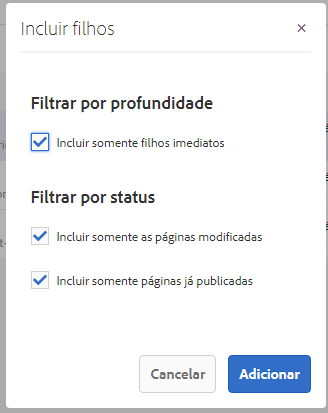 Incluir filhos
×
Filtrar por profundidade
Incluir somente filhos imediatos
Filtrar por status
Incluir somente as páginas modificadas
Incluir somente páginas já publicadas
Cancelar
Adicionar